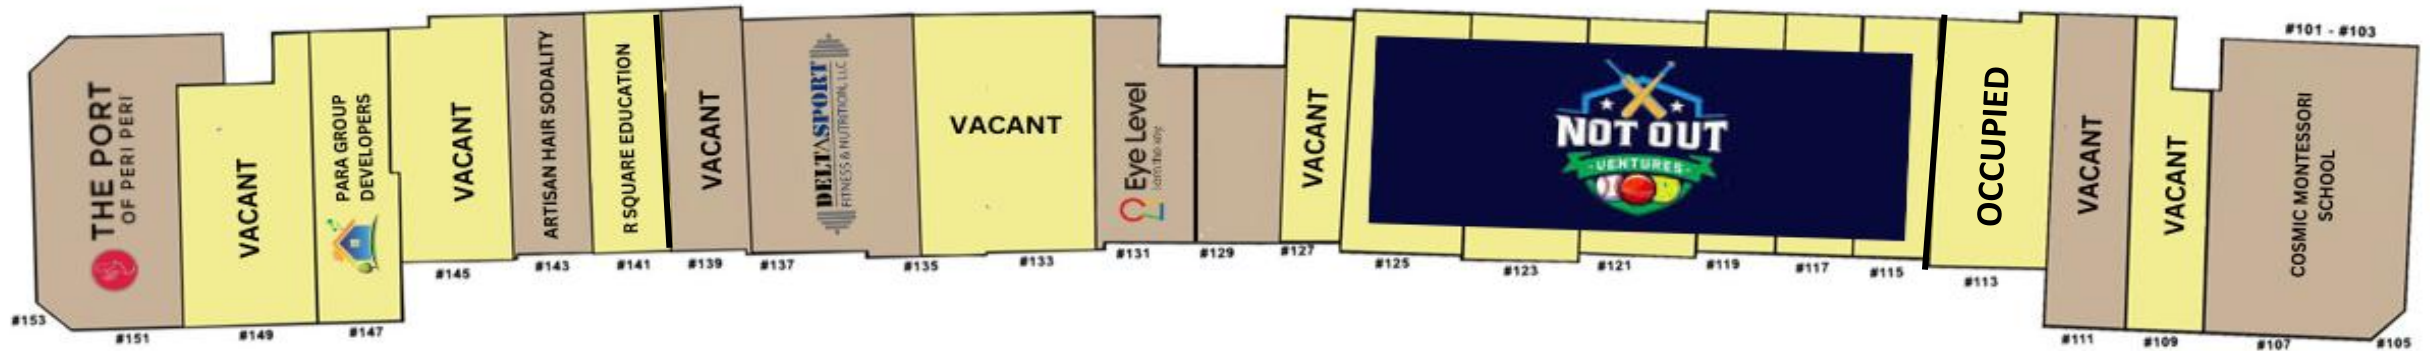 THE PORT
OF PERI PERI
VACANT
PARA GROUP
DEVELOPERS
VACANT
ARTISAN HAIR SODALITY
R SQUARE EDUCATION
VACANT
DELTASPORT
FITNESS & NUTRITION, LLC
VACANT
Eye Level
VACANT
NOT OUT
VENTURES
OCCUPIED
VACANT
VACANT
COSMIC MONTESSORI
SCHOOL
#101 - #103
#153
#151
#149
#147
#145
#143
#141
#139
#137
#135
#133
#131
#129
#127
#125
#123
#121
#119
#117
#115
#113
#111
#109
#107
#105